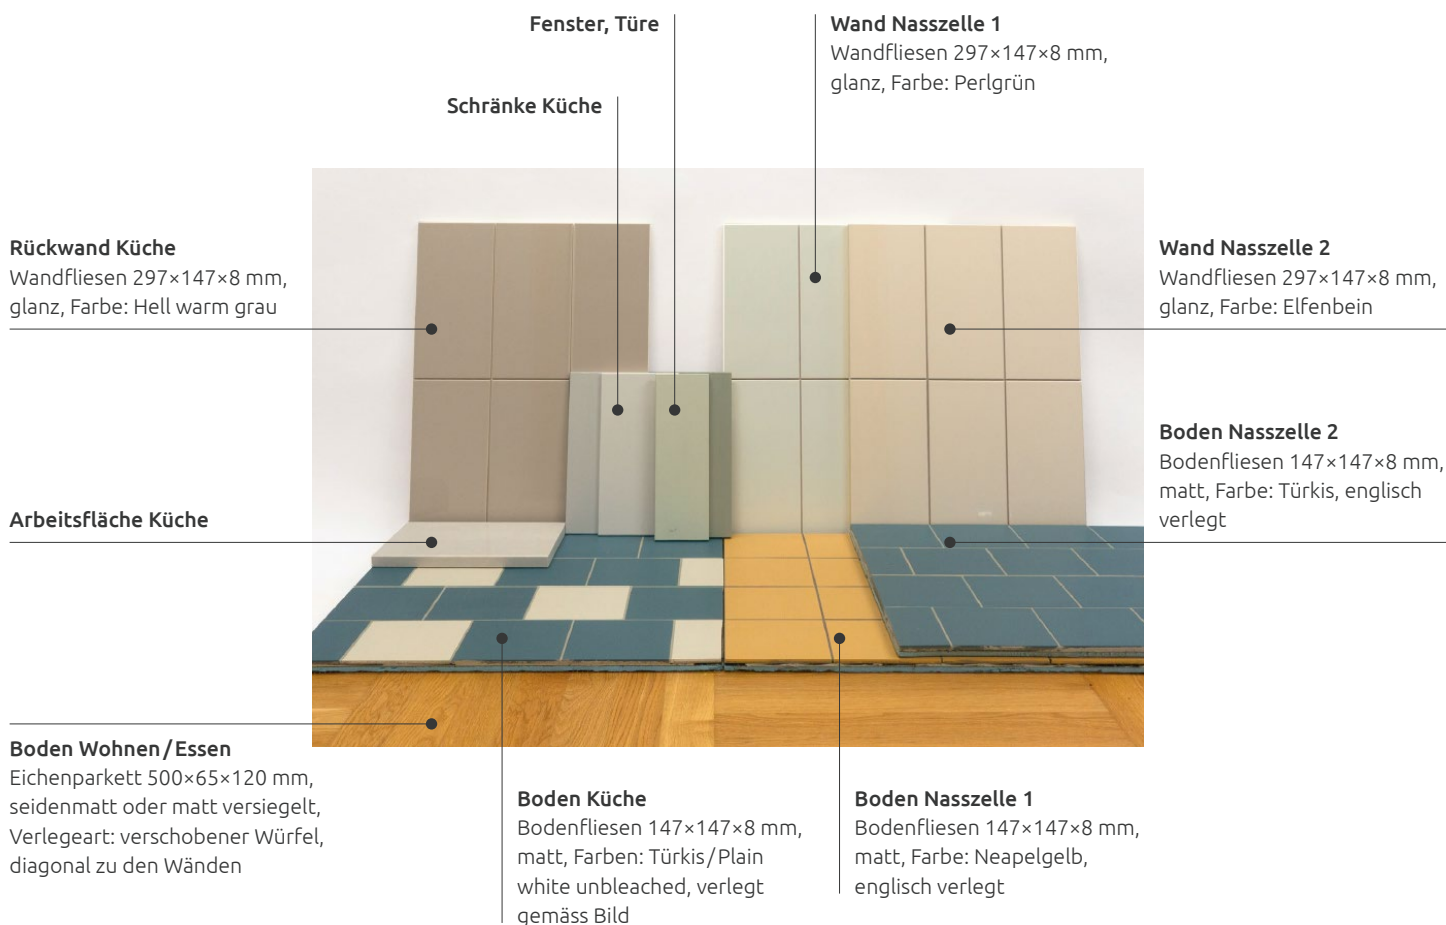 Fenster, Türe
Wand Nasszelle 1
Wandfliesen 297×147×8 mm,
glanz, Farbe: Perlgrün
Schränke Küche
Rückwand Küche
Wandfliesen 297×147×8 mm,
glanz, Farbe: Hell warm grau
Wand Nasszelle 2
Wandfliesen 297×147×8 mm,
glanz, Farbe: Elfenbein
Arbeitsfläche Küche
Boden Nasszelle 2
Bodenfliesen 147×147×8 mm,
matt, Farbe: Türkis, englisch
verlegt
Boden Wohnen/Essen
Eichenparkett 500×65×120 mm,
seidenmatt oder matt versiegelt,
Verlegeart: verschobener Würfel,
diagonal zu den Wänden
Boden Küche
Bodenfliesen 147×147×8 mm,
matt, Farben: Türkis/Plain
white unbleached, verlegt
gemäss Bild
Boden Nasszelle 1
Bodenfliesen 147×147×8 mm,
matt, Farbe: Neapelgelb,
englisch verlegt